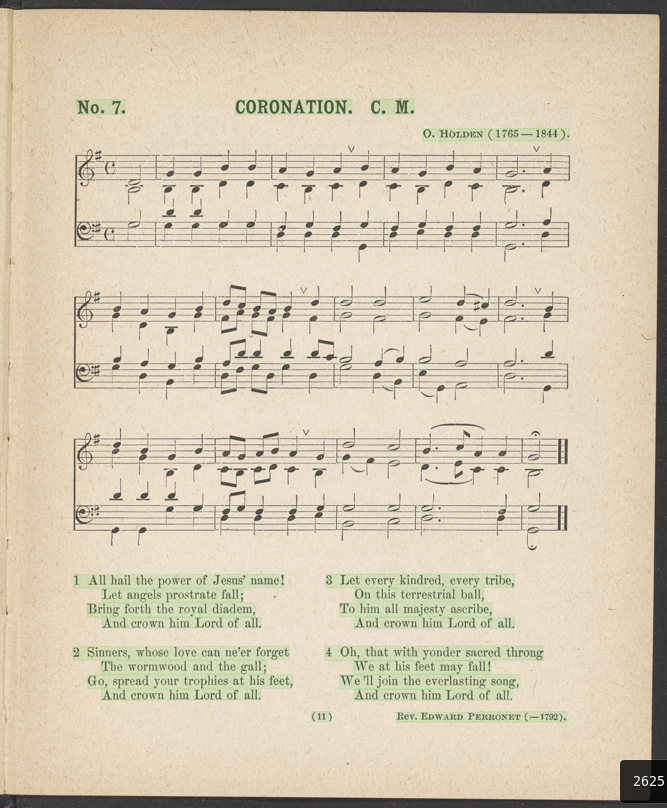 No. 7. CORONATION. C. M.
O. HOLDEN (1765—1844).
1 All hail the power of Jesus' name!
Let angels prostrate fall;
Bring forth the royal diadem,
And crown him Lord of all.
2 Sinners, whose love can ne'er forget
The wormwood and the gall;
Go, spread your trophies at his feet,
And crown him Lord of all.
3 Let every kindred, every tribe,
On this terrestrial ball,
To him all majesty ascribe,
And crown him Lord of all.
4 Oh, that with yonder sacred throng
We at his feet may fall!
We'll join the everlasting song,
And crown him Lord of all.
(11) REV. EDWARD PERRONET (—1792).
2625